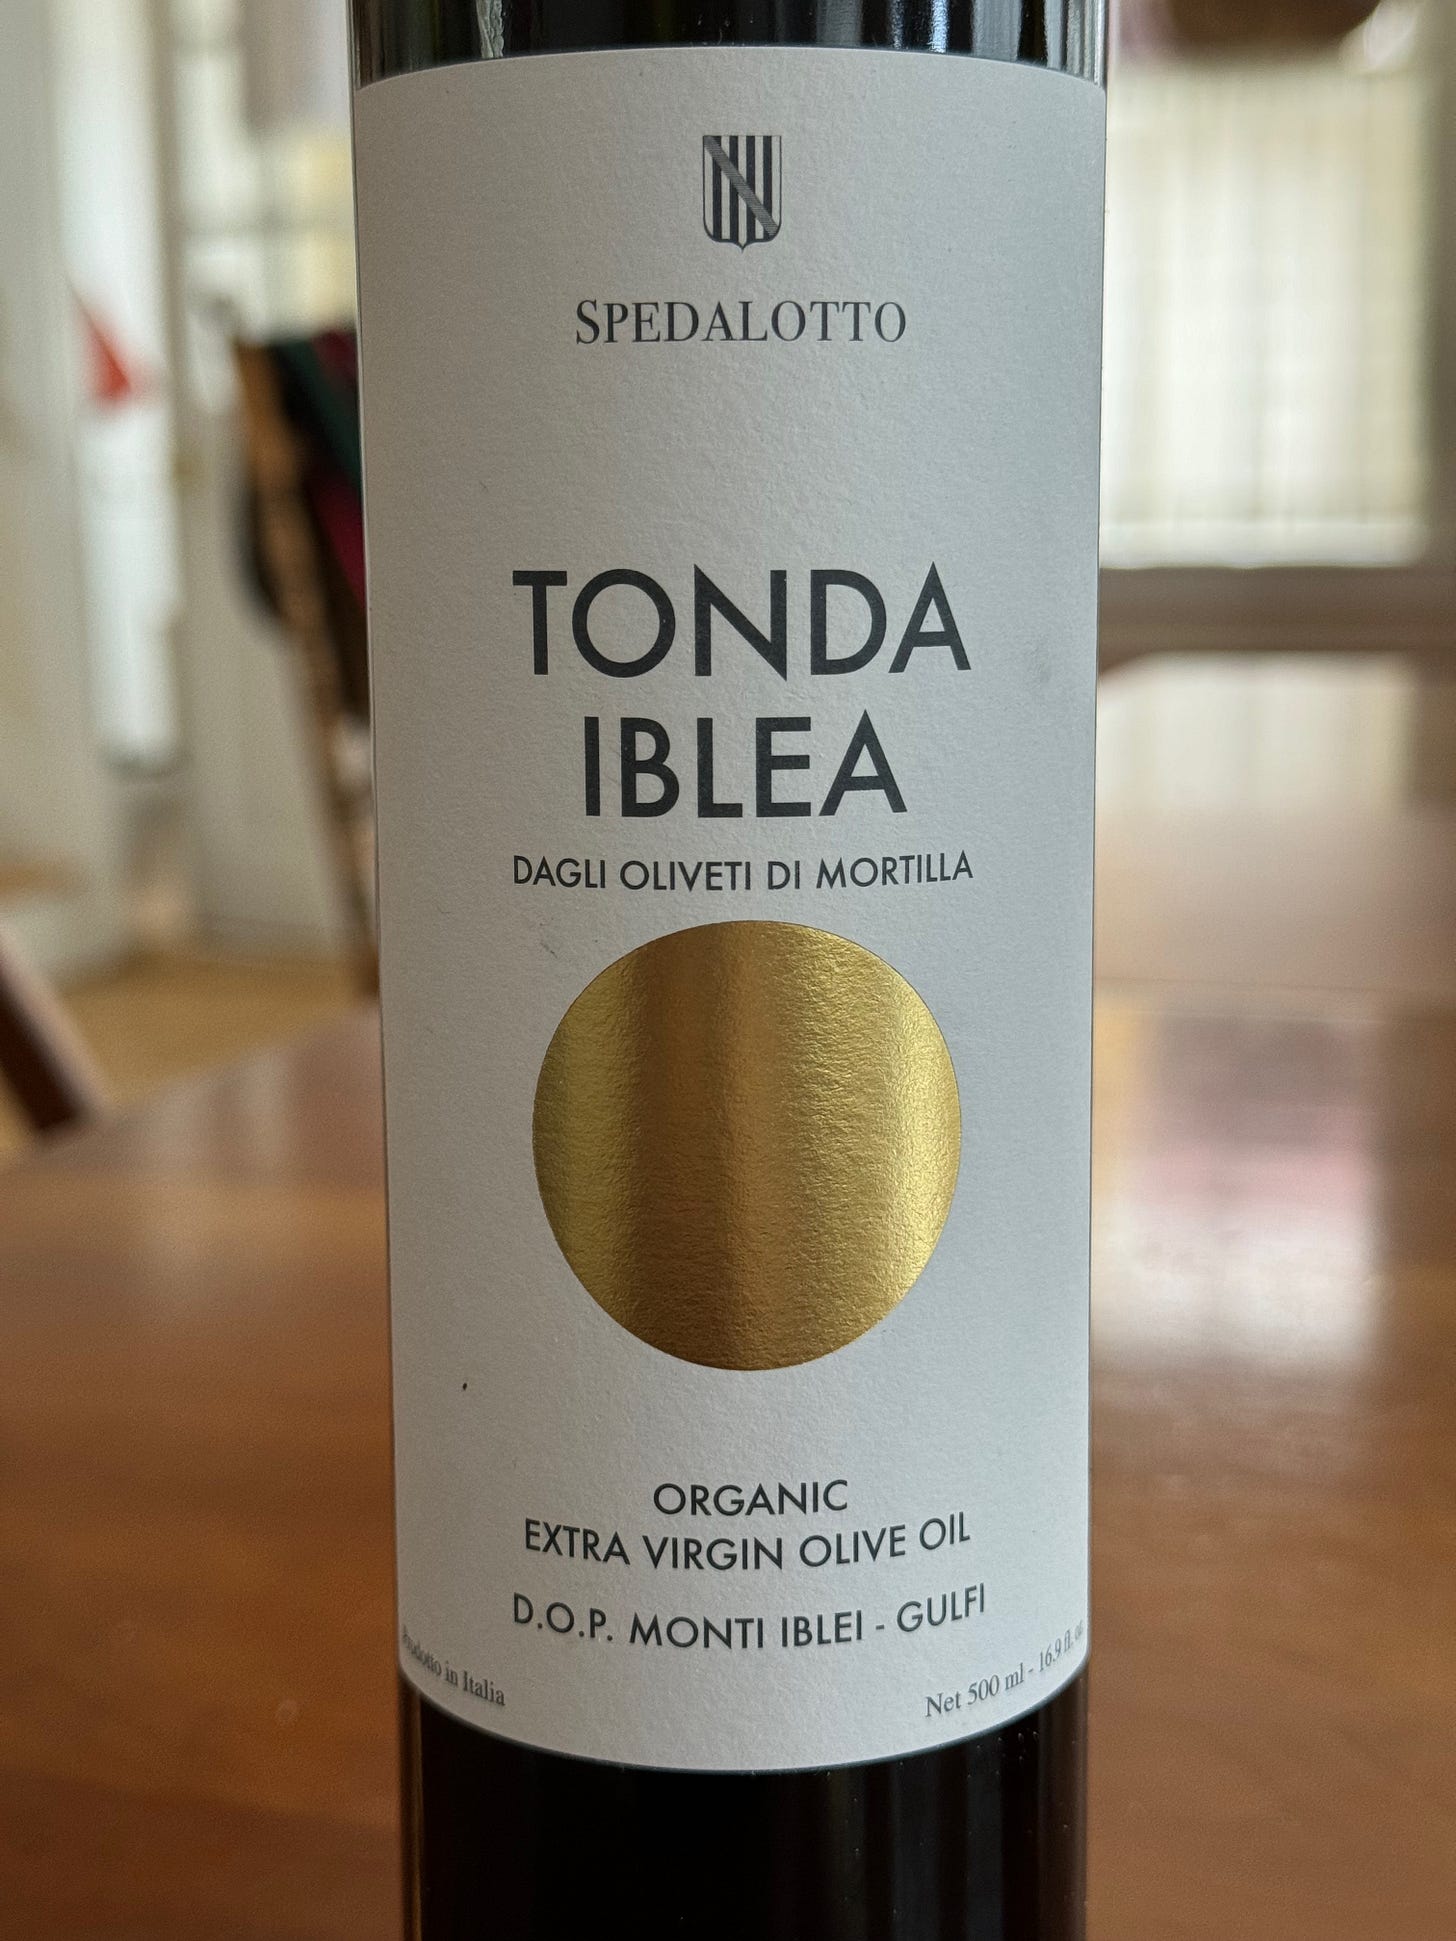 SPEDALOTTO
TONDA
IBLEA
DAGLI OLIVETI DI MORTILLA
ORGANIC
EXTRA VIRGIN OLIVE OIL
D.O.P. MONTI IBLEI - GULFI
Prodotto in Italia
Net 500 ml - 16.9 fl. oz